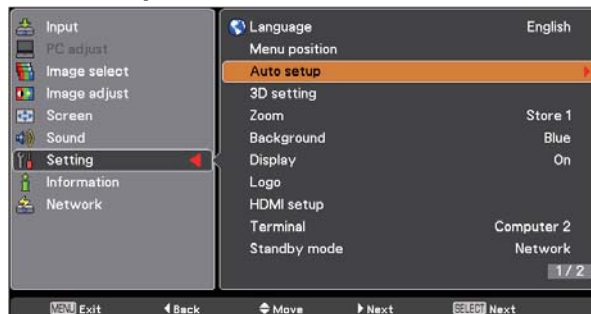 Input
PC adjust
Image select
Image adjust
Screen
Sound
Setting
Information
Network
Language English
Menu position
Auto setup
3D setting
Zoom Store 1
Background Blue
Display On
Logo
HDMI setup
Terminal Computer 2
Standby mode Network
1 / 2
MENU Exit Back Move Next SELECT Next